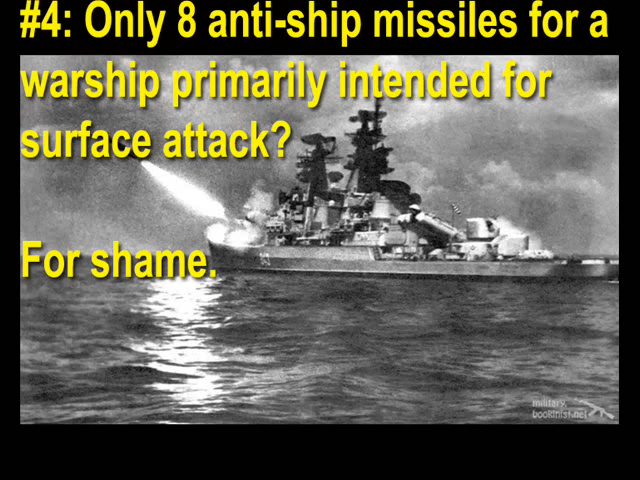 #4: Only 8 anti-ship missiles for a
warship primarily intended for
surface attack?
For shame.
military.
bookinist.net